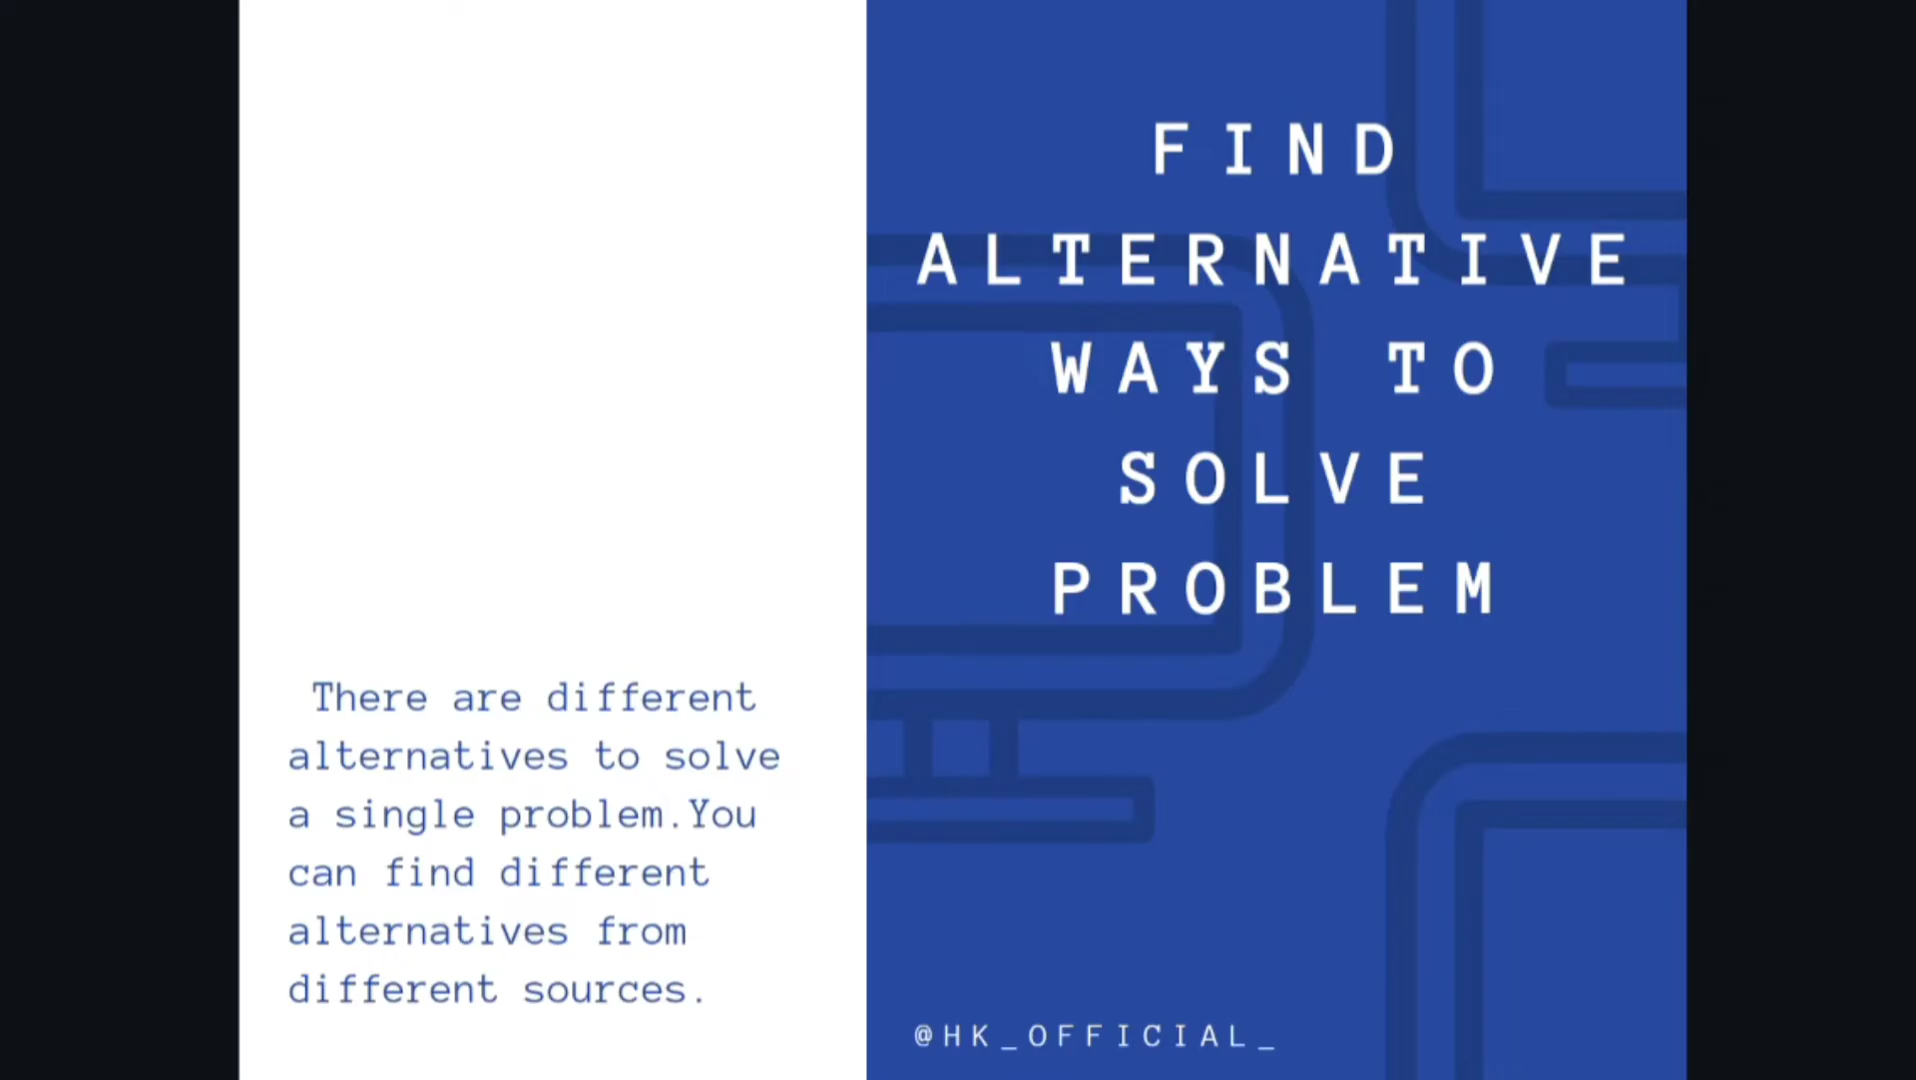 There are different
alternatives to solve
a single problem.You
can find different
alternatives from
different sources.
FIND
ALTERNATIVE
WAYS TO
SOLVE
PROBLEM
@HK_OFFICIAL_